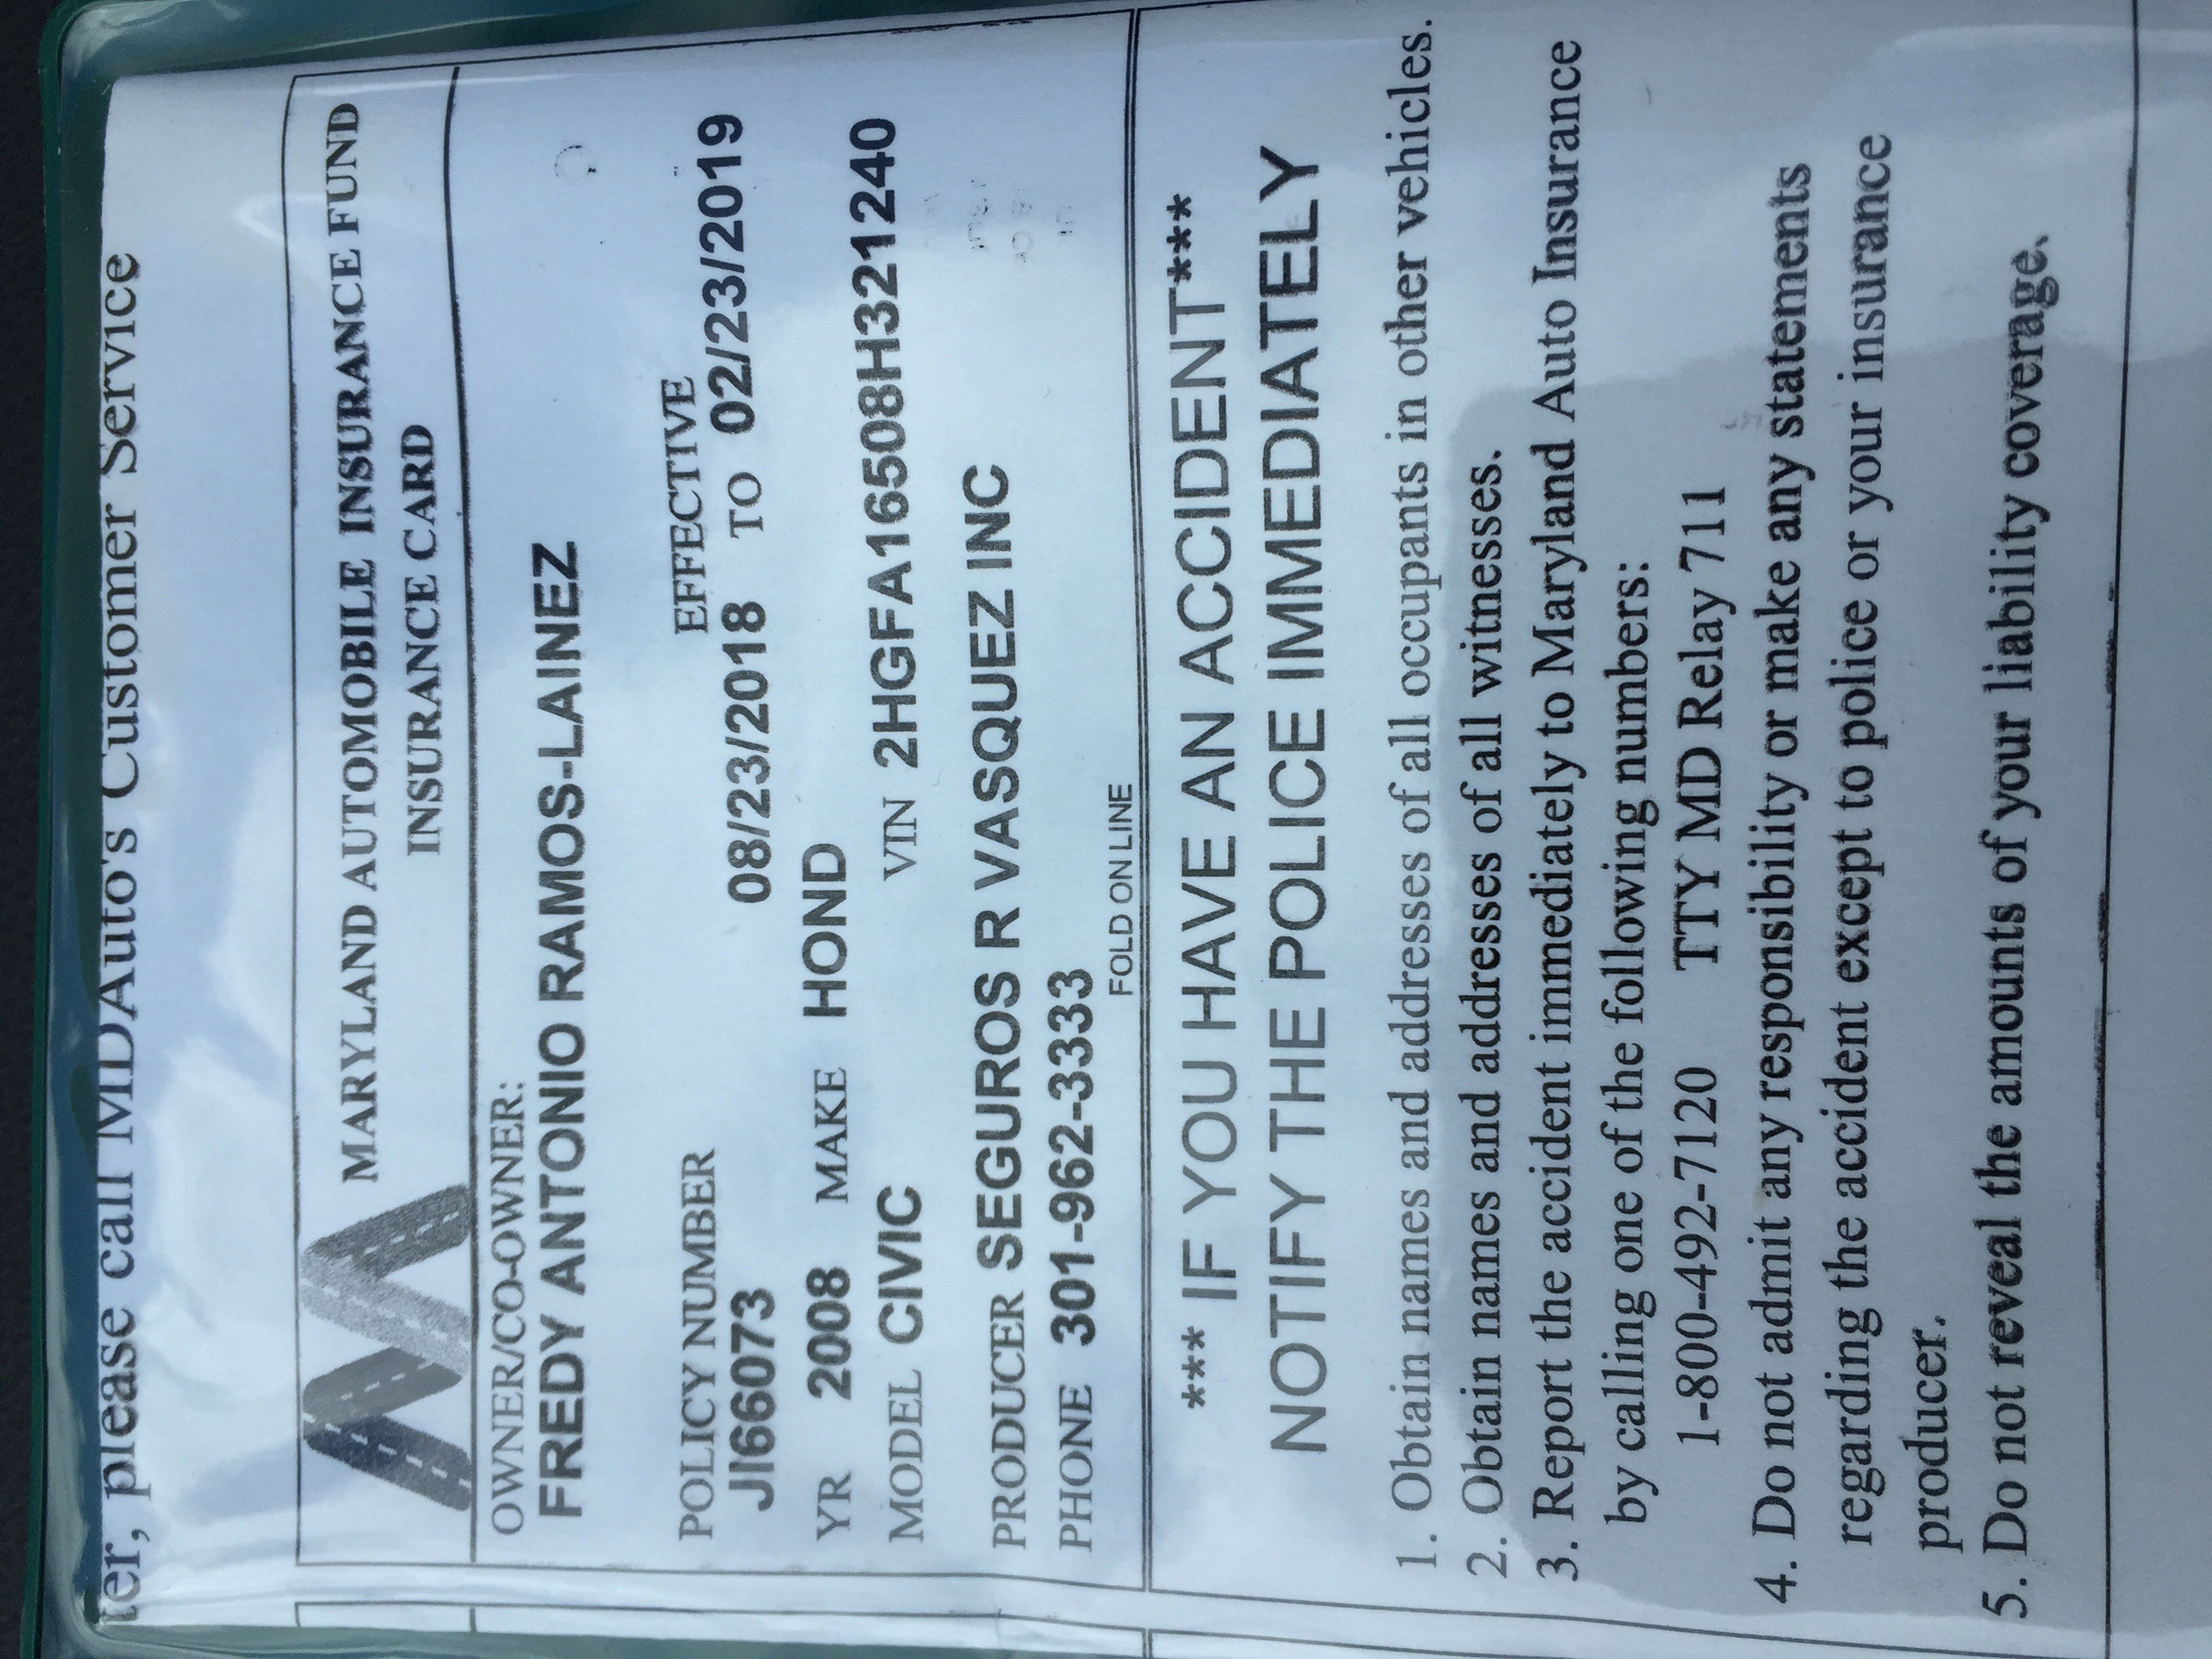 ter, please call MDAuto's Customer Service
MARYLAND AUTOMOBILE INSURANCE FUND
INSURANCE CARD
OWNER/CO-OWNER:
FREDY ANTONIO RAMOS-LAINEZ
POLICY NUMBER EFFECTIVE
JI66073 08/23/2018 TO 02/23/2019
YR 2008 MAKE HOND
MODEL CIVIC VIN 2HGFA16508H321240
PRODUCER SEGUROS R VASQUEZ INC
PHONE 301-962-3333
FOLD ON LINE
*** IF YOU HAVE AN ACCIDENT***
NOTIFY THE POLICE IMMEDIATELY
1. Obtain names and addresses of all occupants in other vehicles.
2. Obtain names and addresses of all witnesses.
3. Report the accident immediately to Maryland Auto Insurance
by calling one of the following numbers:
1-800-492-7120 TTY MD Relay 711
4. Do not admit any responsibility or make any statements
regarding the accident except to police or your insurance
producer.
5. Do not reveal the amounts of your liability coverage.